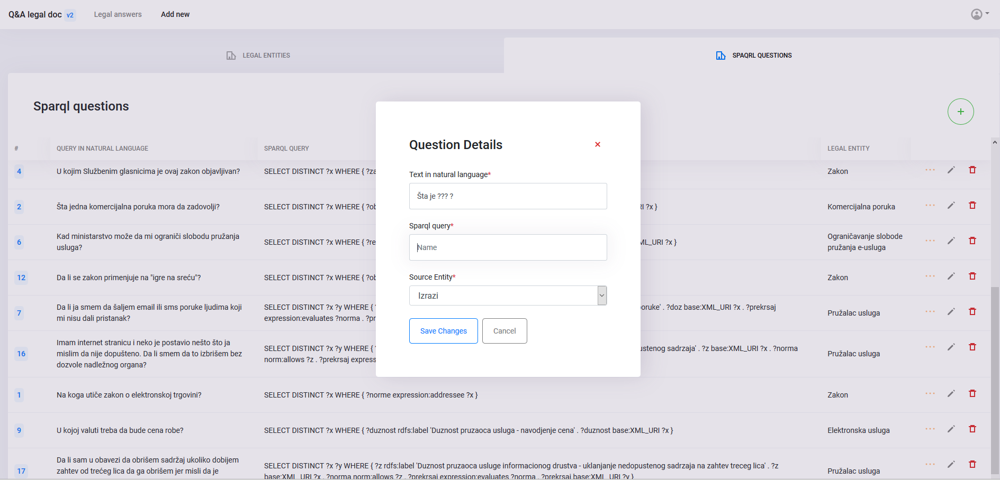 Q&A legal doc v2 Legal answers Add new
LEGAL ENTITIES
SPAQRL QUESTIONS
Sparql questions
# QUERY IN NATURAL LANGUAGE SPARQL QUERY LEGAL ENTITY
4 U kojim Službenim glasnicima je ovaj zakon objavljivan? SELECT DISTINCT ?x WHERE { ?za Zakon
2 Šta jedna komercijalna poruka mora da zadovolji? SELECT DISTINCT ?x WHERE { ?ob ?x } Komercijalna poruka
6 Kad ministarstvo može da mi ograniči slobodu pružanja
usluga? SELECT DISTINCT ?x WHERE { ?re ML_URI ?x } Ograničavanje slobode
pružanja e-usluga
12 Da li se zakon primenjuje na "igre na sreću"? SELECT DISTINCT ?x WHERE { ?ob Zakon
7 Da li ja smem da šaljem email ili sms poruke ljudima koji
mi nisu dali pristanak? SELECT DISTINCT ?x ?y WHERE { ? oruke' . ?doz base:XML_URI ?x . ?prekrsaj
expression:evaluates ?norma . ?pr Pružalac usluga
16 Imam internet stranicu i neko je postavio nešto što ja
mislim da nije dopušteno. Da li smem da to izbrišem bez
dozvole nadležnog organa? SELECT DISTINCT ?x ?y WHERE { ? ustenog sadrzaja' . ?z base:XML_URI ?x . ?norma
norm:allows ?z . ?prekrsaj express Pružalac usluga
1 Na koga utiče zakon o elektronskoj trgovini? SELECT DISTINCT ?x WHERE { ?norme expression:addressee ?x } Zakon
9 U kojoj valuti treba da bude cena robe? SELECT DISTINCT ?x WHERE { ?duznost rdfs:label 'Duznost pruzaoca usluga - navodjenje cena' . ?duznost base:XML_URI ?x } Elektronska usluga
17 Da li sam u obavezi da obrišem sadržaj ukoliko dobijem
zahtev od trećeg lica da ga obrišem jer misli da je
SELECT DISTINCT ?x ?y WHERE { ?z rdfs:label 'Duznost pruzaoca usluge informacionog drustva - uklanjanje nedopustenog sadrzaja na zahtev treceg lica' . ?z
base:XML_URI ?x . ?norma norm:allows ?z . ?prekrsaj expression:evaluates ?norma . ?prekrsaj base:XML_URI ?y } Pružalac usluga
Question Details
Text in natural language*
Šta je ??? ?
Sparql query*
Name
Source Entity*
Izrazi
Save Changes Cancel